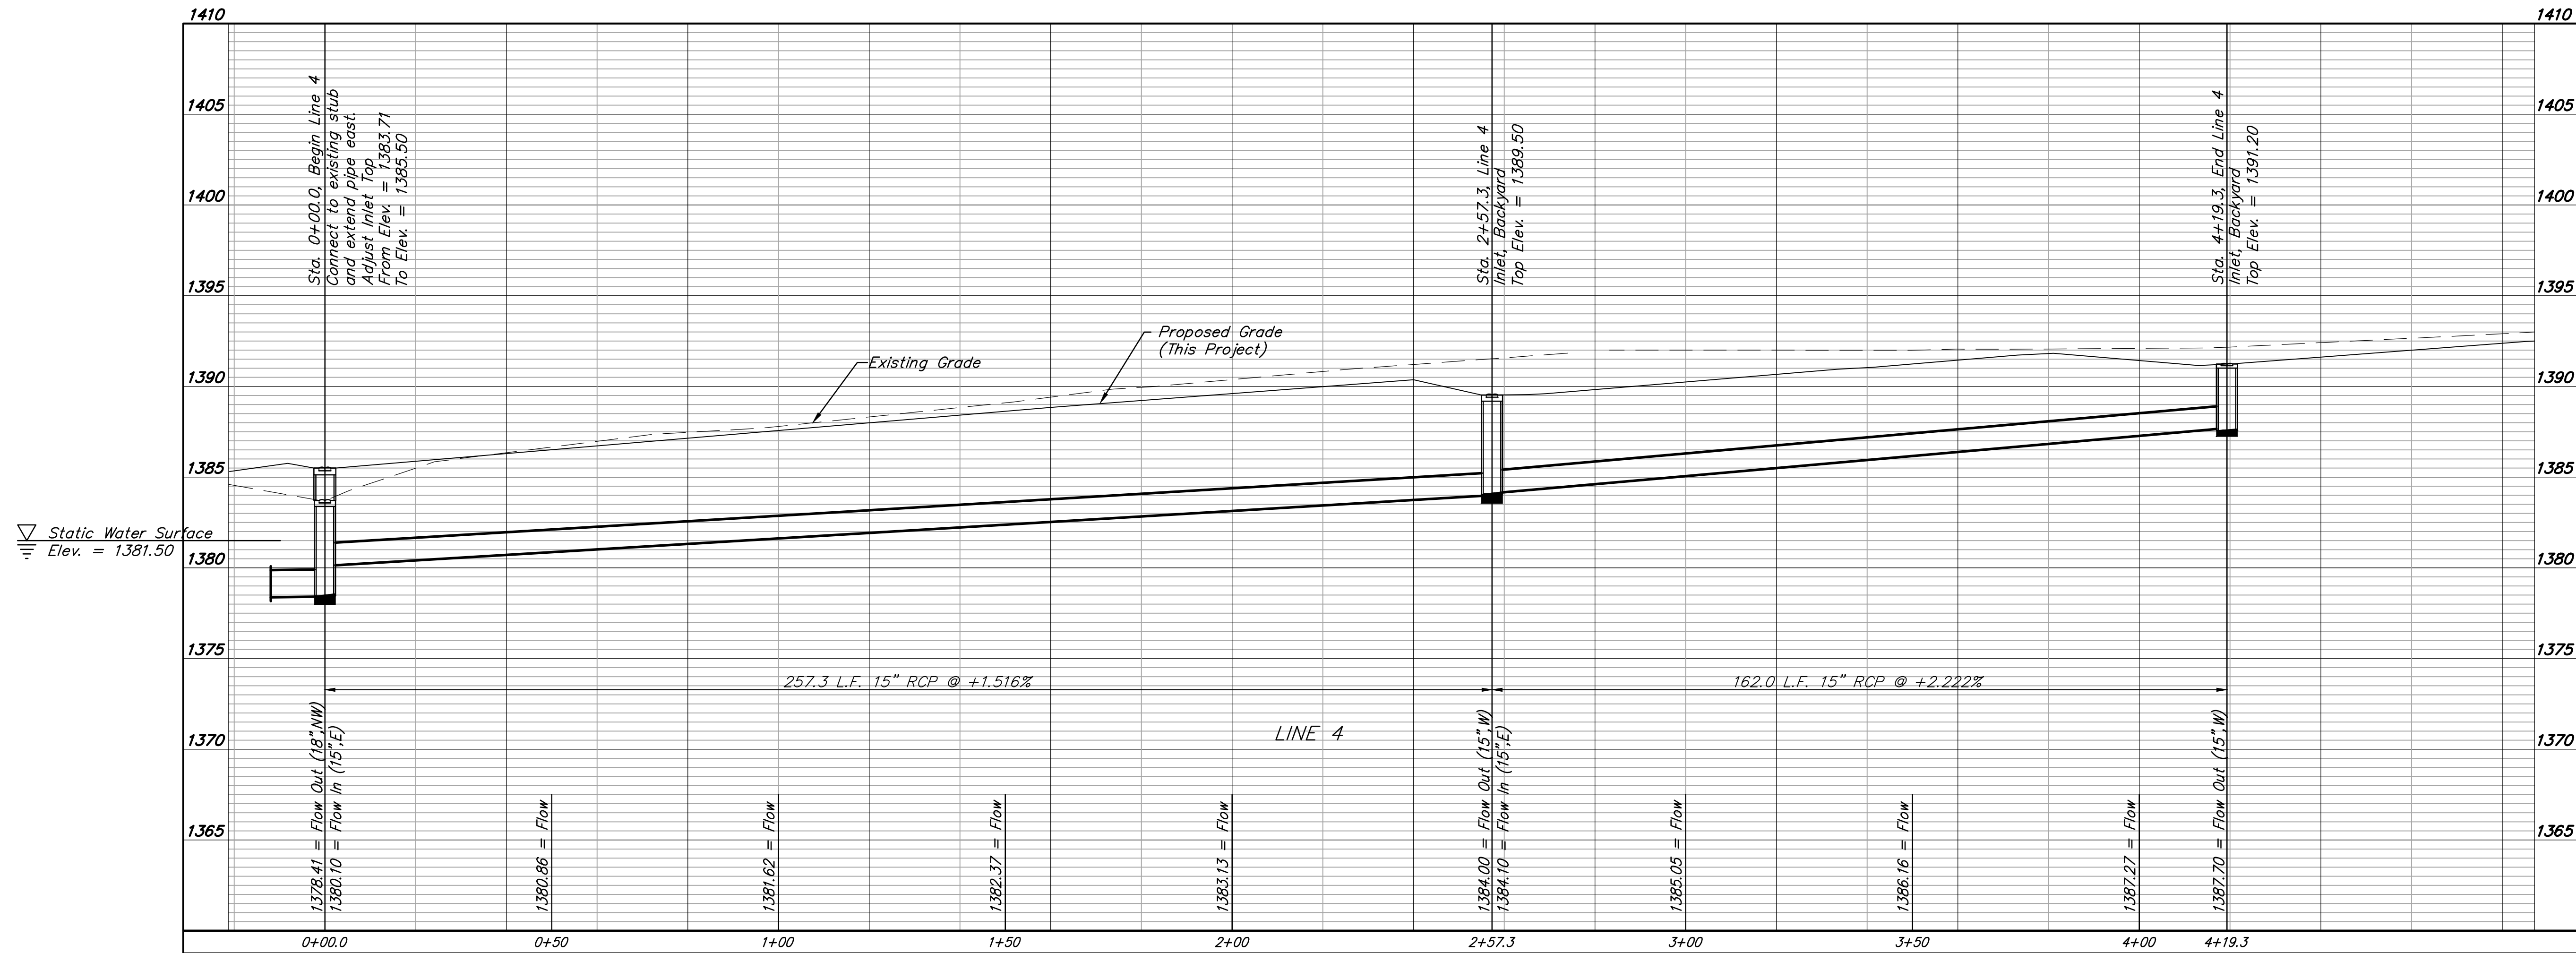 1410
1410
1405
1405
1400
1400
1395
1395
1390
1390
1385
1385
1380
1380
1375
1375
1370
1370
1365
1365
Sta. 0+00.0, Begin Line 4
Connect to existing stub
and extend pipe east.
Adjust Inlet Top
From Elev. = 1383.71
To Elev. = 1385.50
Sta. 2+57.3, Line 4
Inlet, Backyard
Top Elev. = 1389.50
Sta. 4+19.3, End Line 4
Inlet, Backyard
Top Elev. = 1391.20
Proposed Grade
(This Project)
Existing Grade
Static Water Surface
Elev. = 1381.50
257.3 L.F. 15" RCP @ +1.516%
162.0 L.F. 15" RCP @ +2.222%
LINE 4
1378.41 = Flow Out (18",NW)
1380.10 = Flow In (15",E)
1380.86 = Flow
1381.62 = Flow
1382.37 = Flow
1383.13 = Flow
1384.00 = Flow Out (15",W)
1384.10 = Flow In (15",E)
1385.05 = Flow
1386.16 = Flow
1387.27 = Flow
1387.70 = Flow Out (15",W)
0+00.0
0+50
1+00
1+50
2+00
2+57.3
3+00
3+50
4+00
4+19.3